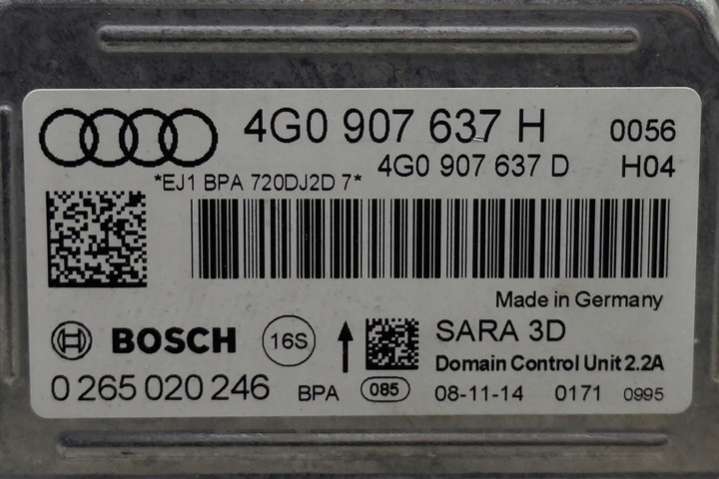 4G0 907 637 H 0056
4G0 907 637 D H04
*EJ1 BPA 720DJ2D 7*
Made in Germany
BOSCH 16S SARA 3D
Domain Control Unit 2.2A
0 265 020 246 BPA 085 08-11-14 0171 0995